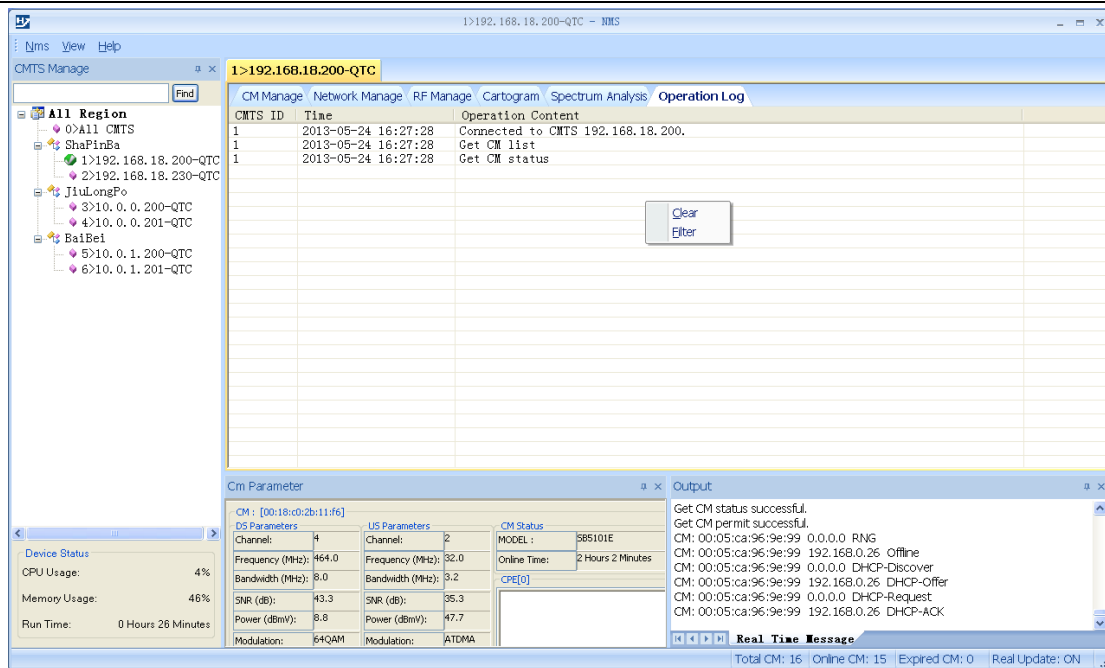 1>192.168.18.200-QTC - NMS
Nms View Help
CMTS Manage
Find
All Region
0>All CMTS
ShaPinBa
1>192.168.18.200-QTC
2>192.168.18.230-QTC
JiuLongPo
3>10.0.0.200-QTC
4>10.0.0.201-QTC
BaiBei
5>10.0.1.200-QTC
6>10.0.1.201-QTC
Device Status
CPU Usage: 4%
Memory Usage: 46%
Run Time: 0 Hours 26 Minutes
1>192.168.18.200-QTC
CM Manage Network Manage RF Manage Cartogram Spectrum Analysis Operation Log
CMTS ID Time Operation Content
1 2013-05-24 16:27:28 Connected to CMTS 192.168.18.200.
1 2013-05-24 16:27:28 Get CM list
1 2013-05-24 16:27:28 Get CM status
Clear
Filter
Cm Parameter
CM : [00:18:c0:2b:11:f6]
DS Parameters
Channel: 4
Frequency (MHz): 464.0
Bandwidth (MHz): 8.0
SNR (dB): 43.3
Power (dBmV): 8.8
Modulation: 64QAM
US Parameters
Channel: 2
Frequency (MHz): 32.0
Bandwidth (MHz): 3.2
SNR (dB): 35.3
Power (dBmV): 47.7
Modulation: ATDMA
CM Status
MODEL : SB5101E
Online Time: 2 Hours 2 Minutes
CPE[0]
Output
Get CM status successful.
Get CM permit successful.
CM: 00:05:ca:96:9e:99 0.0.0.0 RNG
CM: 00:05:ca:96:9e:99 192.168.0.26 Offline
CM: 00:05:ca:96:9e:99 0.0.0.0 DHCP-Discover
CM: 00:05:ca:96:9e:99 192.168.0.26 DHCP-Offer
CM: 00:05:ca:96:9e:99 0.0.0.0 DHCP-Request
CM: 00:05:ca:96:9e:99 192.168.0.26 DHCP-ACK
Real Time Message
Total CM: 16 Online CM: 15 Expired CM: 0 Real Update: ON